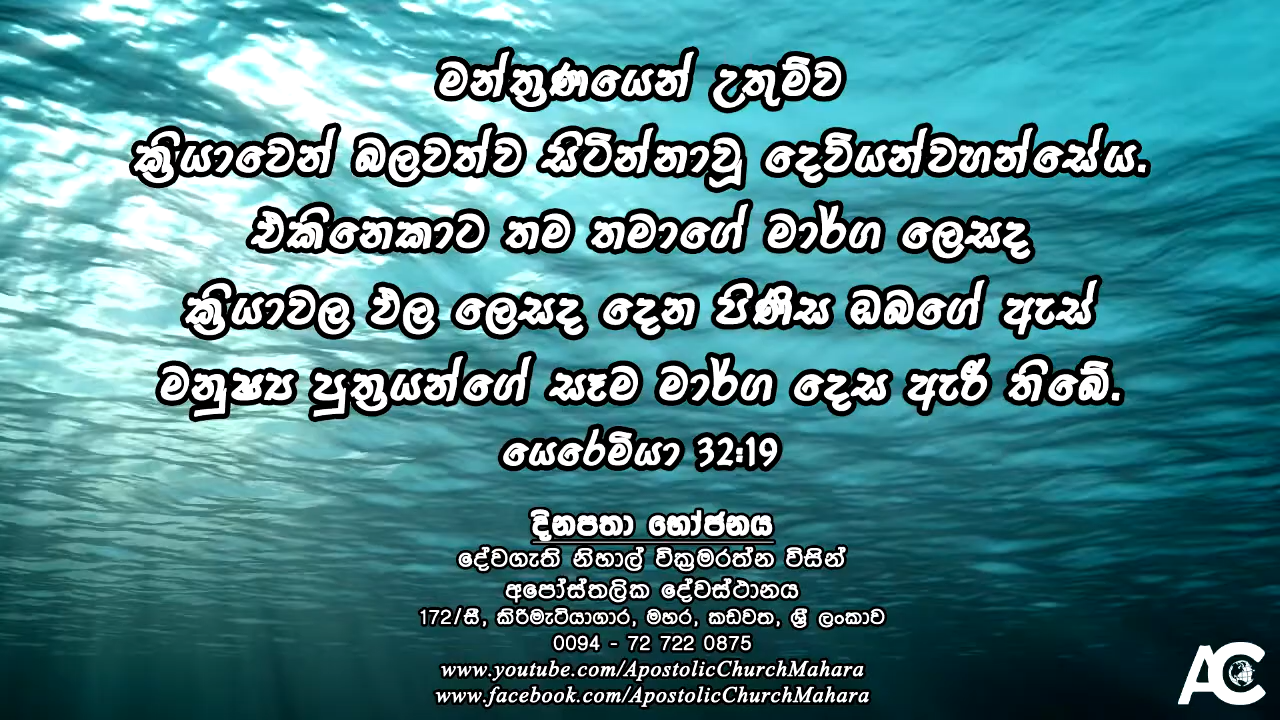 මන්ත්‍රණයෙන් උතුම්ව
ක්‍රියාවෙන් බලවත්ව සිටින්නාවූ දෙවියන්වහන්සේය.
එකිනෙකාට තම තමාගේ මාර්ග ලෙසද
ක්‍රියාවල ඵල ලෙසද දෙන පිණිස ඔබගේ ඇස්
මනුෂ්‍ය පුත්‍රයන්ගේ සෑම මාර්ග දෙස ඇරී තිබේ.
යෙරෙමියා 32:19
දිනපතා භෝජනය
දේවගැති නිහාල් වික්‍රමරත්න විසින්
අපෝස්තලික දේවස්ථානය
172/සී, කිරිමැටියාගාර, මහර, කඩවත, ශ්‍රී ලංකාව
0094 - 72 722 0875
www.youtube.com/ApostolicChurchMahara
www.facebook.com/ApostolicChurchMahara
AC